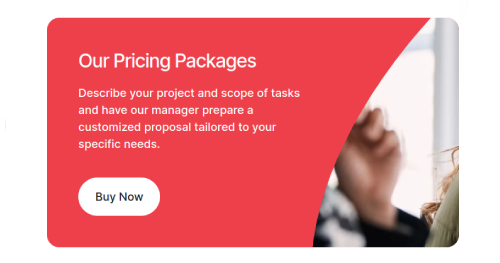 Our Pricing Packages
Describe your project and scope of tasks
and have our manager prepare a
customized proposal tailored to your
specific needs.
Buy Now